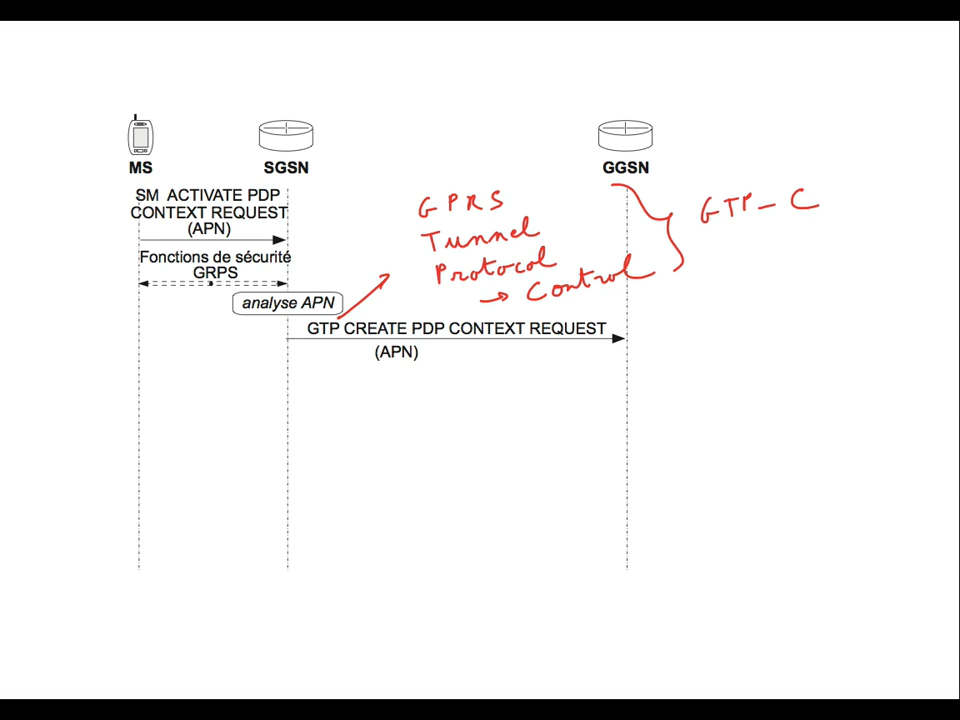 MS
SGSN
GGSN
SM ACTIVATE PDP
CONTEXT REQUEST
(APN)
Fonctions de sécurité
GRPS
analyse APN
GTP CREATE PDP CONTEXT REQUEST
(APN)
GPRS
Tunnel
Protocol
→ Control
GTP-C